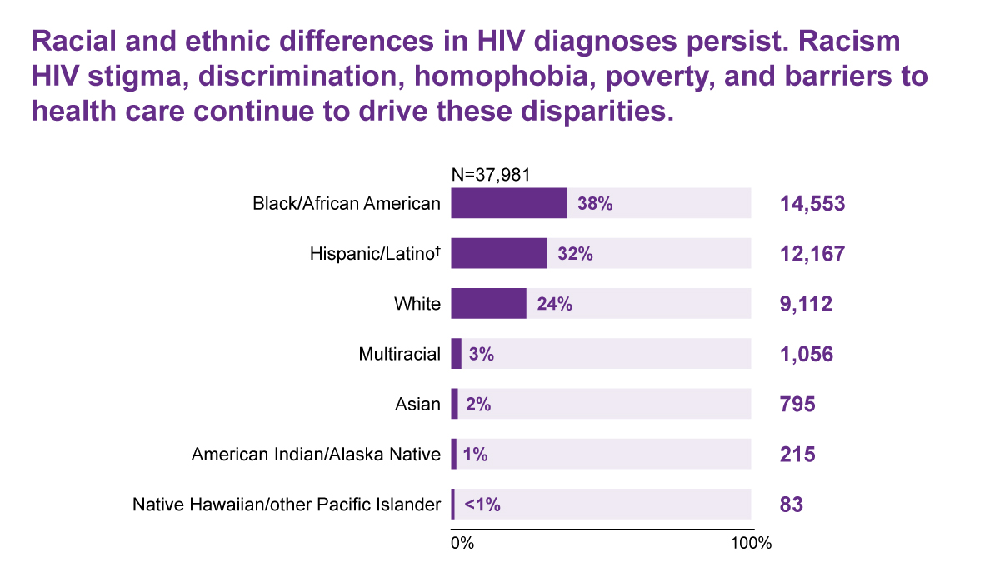 Racial and ethnic differences in HIV diagnoses persist. Racism
HIV stigma, discrimination, homophobia, poverty, and barriers to
health care continue to drive these disparities.
N=37,981
Black/African American 38% 14,553
Hispanic/Latino† 32% 12,167
White 24% 9,112
Multiracial 3% 1,056
Asian 2% 795
American Indian/Alaska Native 1% 215
Native Hawaiian/other Pacific Islander <1% 83
0% 100%